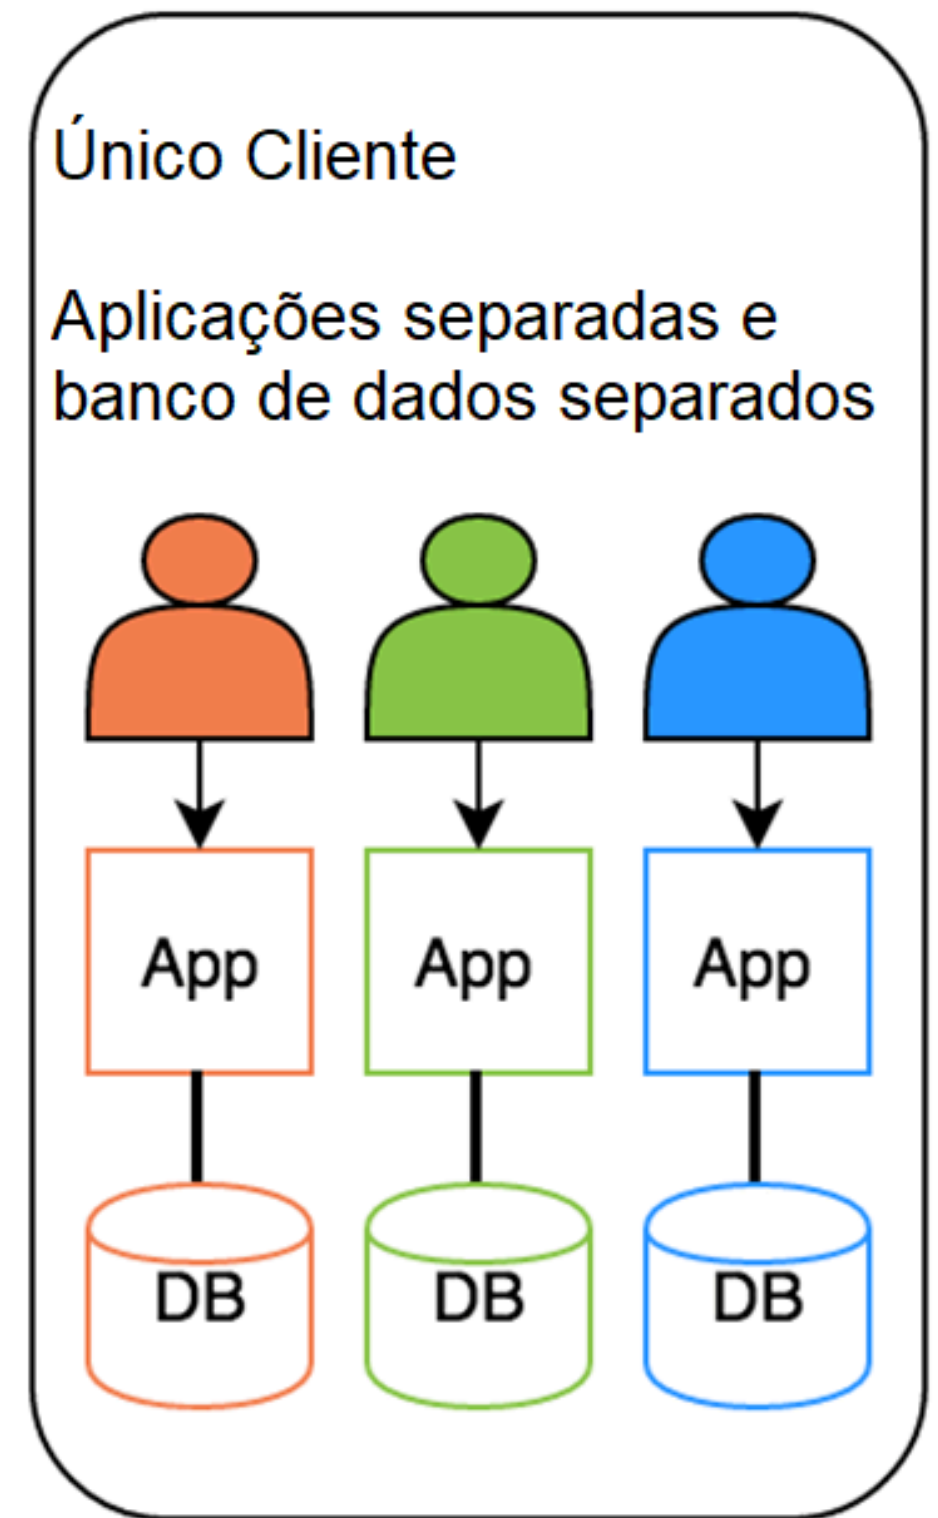 Único Cliente
Aplicações separadas e
banco de dados separados
App
App
App
DB
DB
DB